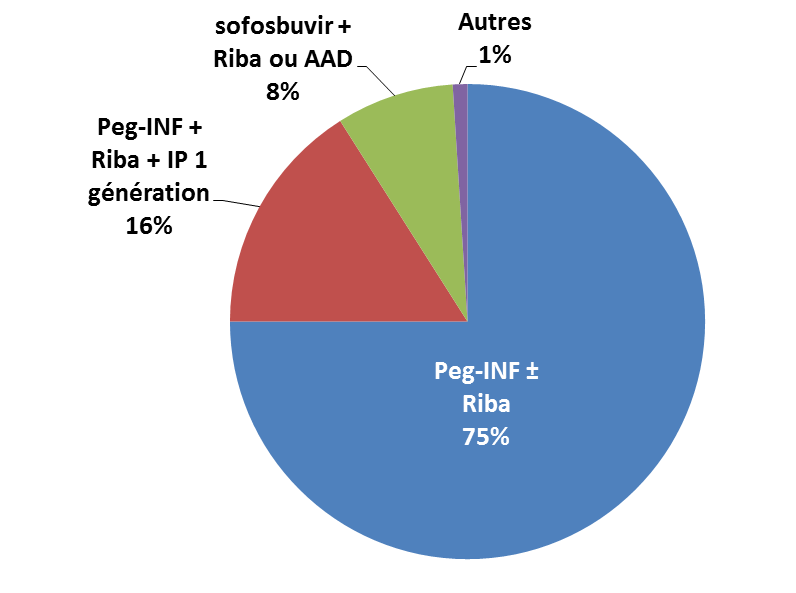 sofosbuvir +
Riba ou AAD
8%
Autres
1%
Peg-INF +
Riba + IP 1
génération
16%
Peg-INF ±
Riba
75%